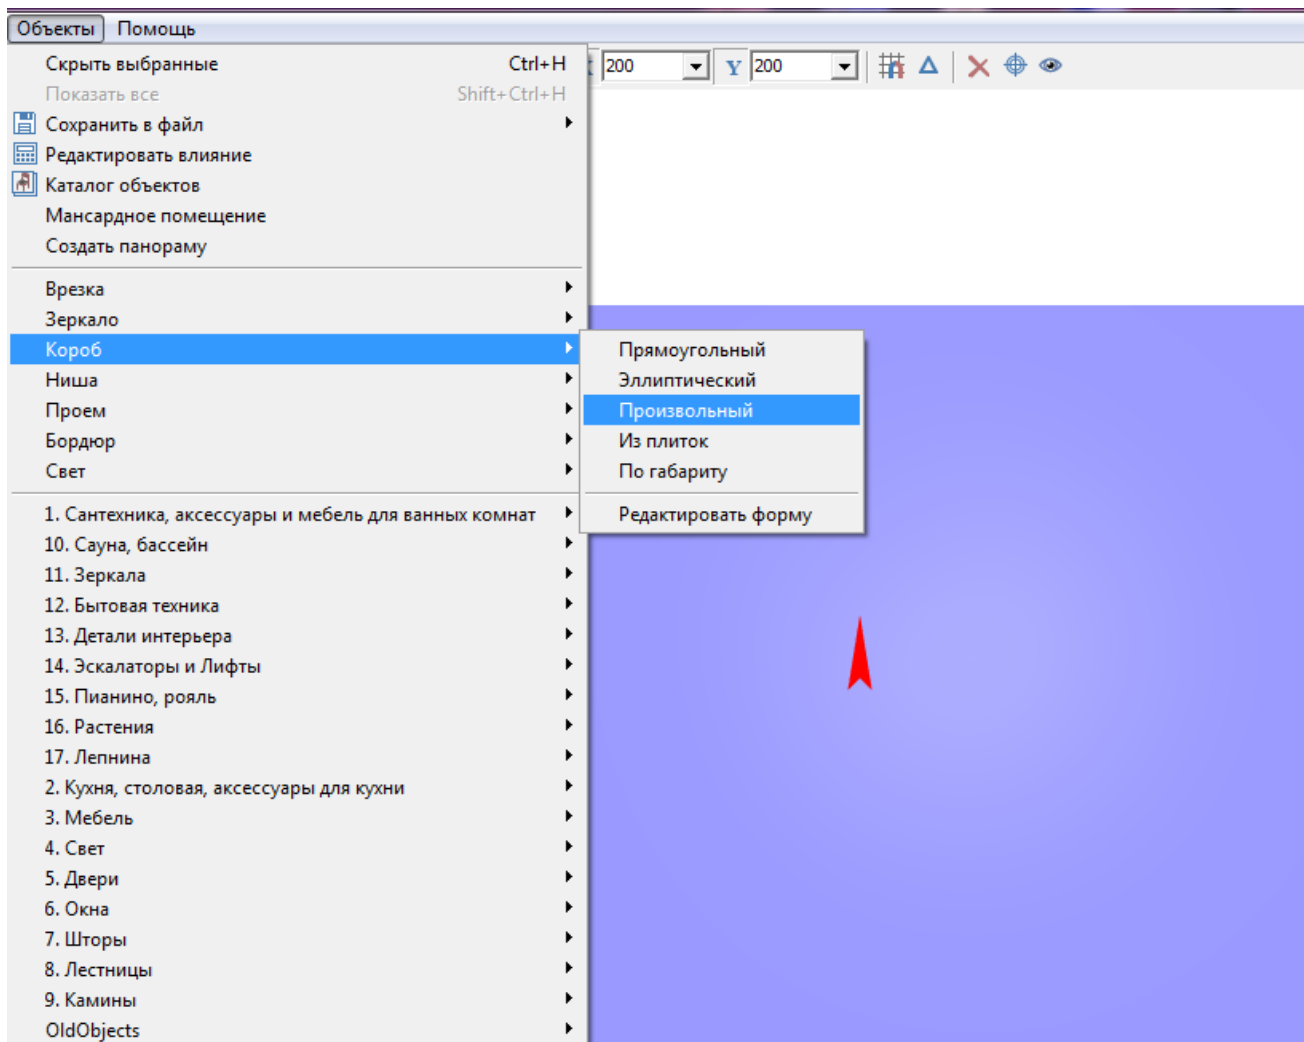 Объекты Помощь
Скрыть выбранные Ctrl+H
200 Y 200
Показать все Shift+Ctrl+H
Сохранить в файл
Редактировать влияние
Каталог объектов
Мансардное помещение
Создать панораму
Врезка
Зеркало
Короб
Ниша
Проем
Бордюр
Свет
Прямоугольный
Эллиптический
Произвольный
Из плиток
По габариту
Редактировать форму
1. Сантехника, аксессуары и мебель для ванных комнат
10. Сауна, бассейн
11. Зеркала
12. Бытовая техника
13. Детали интерьера
14. Эскалаторы и Лифты
15. Пианино, рояль
16. Растения
17. Лепнина
2. Кухня, столовая, аксессуары для кухни
3. Мебель
4. Свет
5. Двери
6. Окна
7. Шторы
8. Лестницы
9. Камины
OldObjects